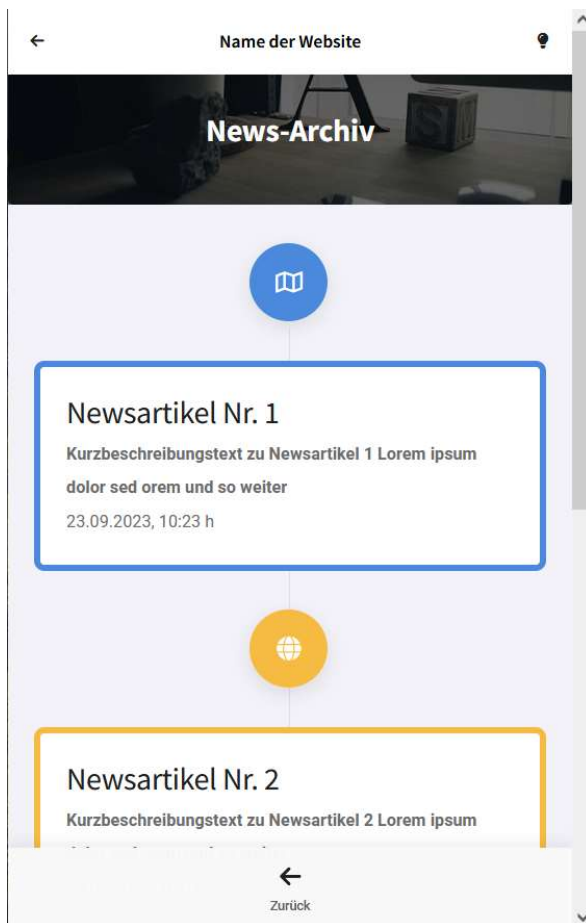 Name der Website
News-Archiv
Newsartikel Nr. 1
Kurzbeschreibungstext zu Newsartikel 1 Lorem ipsum
dolor sed orem und so weiter
23.09.2023, 10:23 h
Newsartikel Nr. 2
Kurzbeschreibungstext zu Newsartikel 2 Lorem ipsum
Zurück